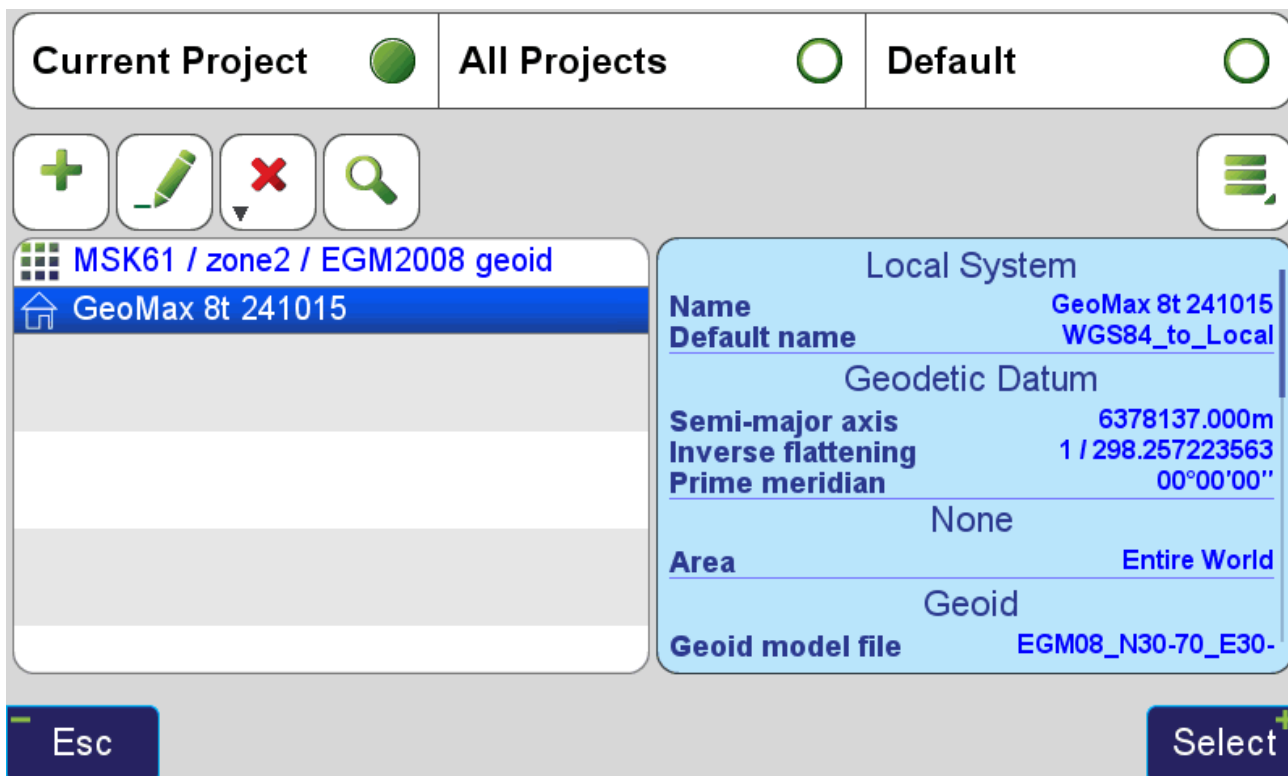 Current Project
All Projects
Default
MSK61 / zone2 / EGM2008 geoid
GeoMax 8t 241015
Local System
Name GeoMax 8t 241015
Default name WGS84_to_Local
Geodetic Datum
Semi-major axis 6378137.000m
Inverse flattening 1 / 298.257223563
Prime meridian 00°00'00"
None
Area Entire World
Geoid
Geoid model file EGM08_N30-70_E30-
Esc
Select